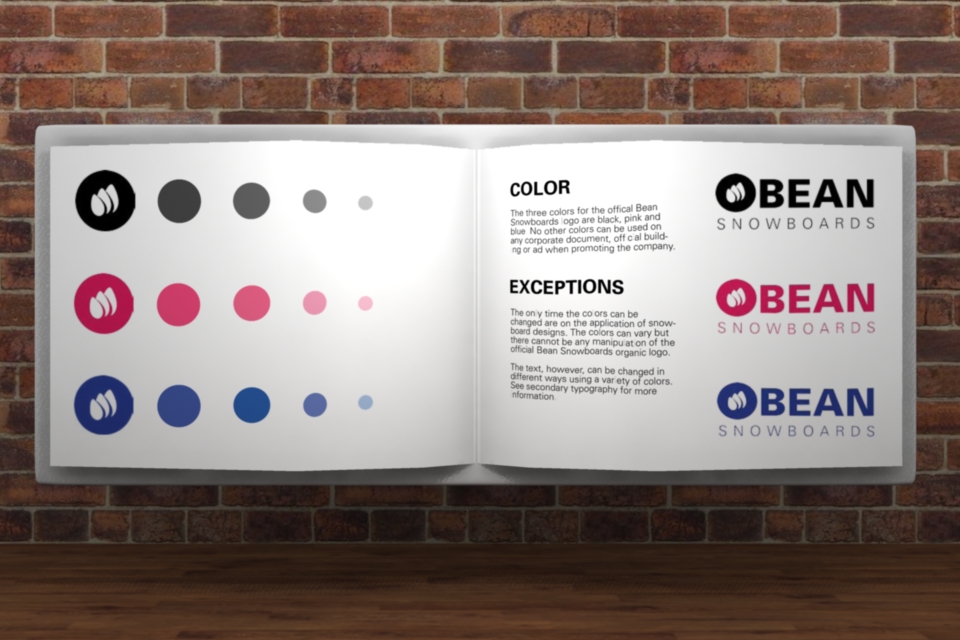 COLOR
The three colors for the offical Bean
Snowboards logo are black, pink and
blue. No other colors can be used on
any corporate document, official build-
ing or ad when promoting the company.
EXCEPTIONS
The only time the colors can be
changed are on the application of snow-
board designs. The colors can vary but
there cannot be any manipulation of the
official Bean Snowboards organic logo.
The text, however, can be changed in
different ways using a variety of colors.
See secondary typography for more
information.
BEAN
SNOWBOARDS
BEAN
SNOWBOARDS
BEAN
SNOWBOARDS